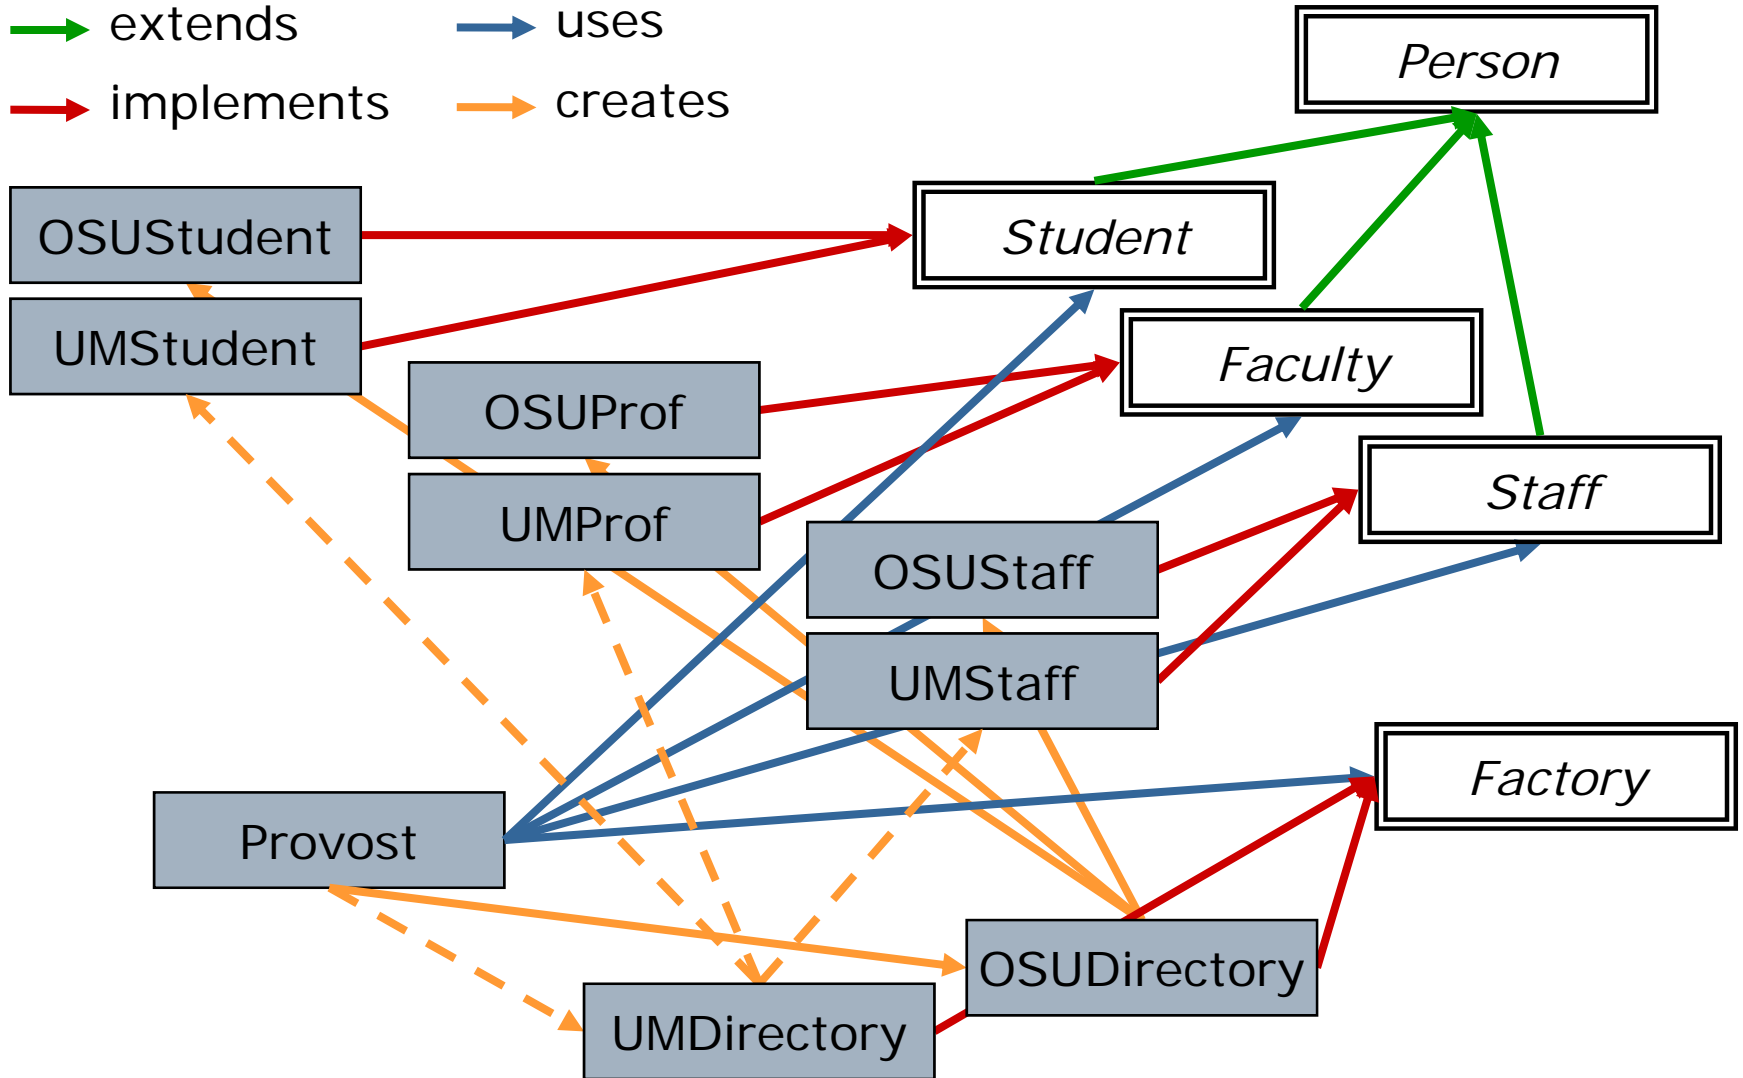 extends
uses
implements
creates
Person
OSUStudent
Student
UMStudent
Faculty
OSUProf
Staff
UMProf
OSUStaff
UMStaff
Factory
Provost
OSUDirectory
UMDirectory